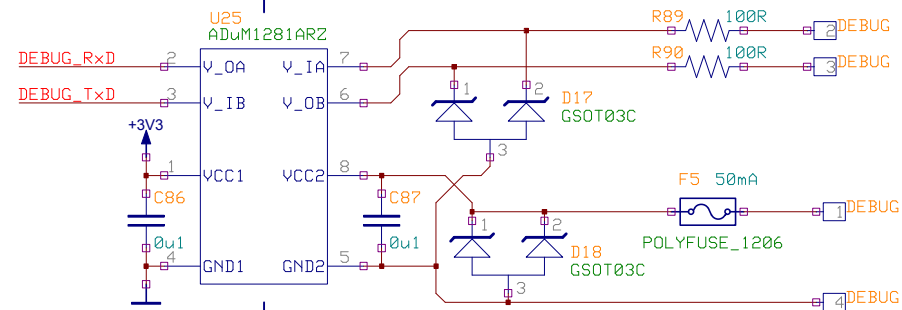 U25
ADuM1281ARZ
R89 100R
2 DEBUG
DEBUG_RxD 2 V_OA V_IA 7
R90 100R
3 DEBUG
DEBUG_TxD 3 V_IB V_OB 6
1 2 D17
GSOT03C
+3V3
3
1 VCC1 VCC2 8
C86 C87
F5 50mA
1 DEBUG
0u1 0u1
1 2 D18
GSOT03C
POLYFUSE_1206
4 GND1 GND2 5
3
4 DEBUG